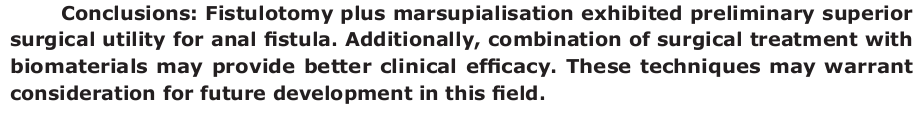 Conclusions: Fistulotomy plus marsupialisation exhibited preliminary superior
surgical utility for anal fistula. Additionally, combination of surgical treatment with
biomaterials may provide better clinical efficacy. These techniques may warrant
consideration for future development in this field.